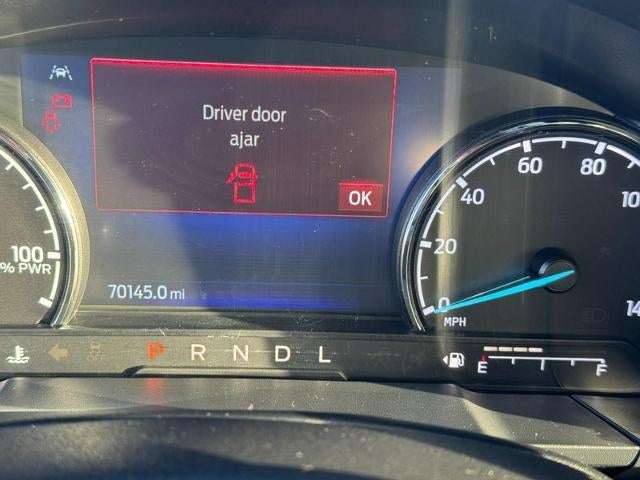 Driver door
ajar
OK
100
% PWR
70145.0 mi
0
20
40
60
80
MPH
P R N D L
E
F